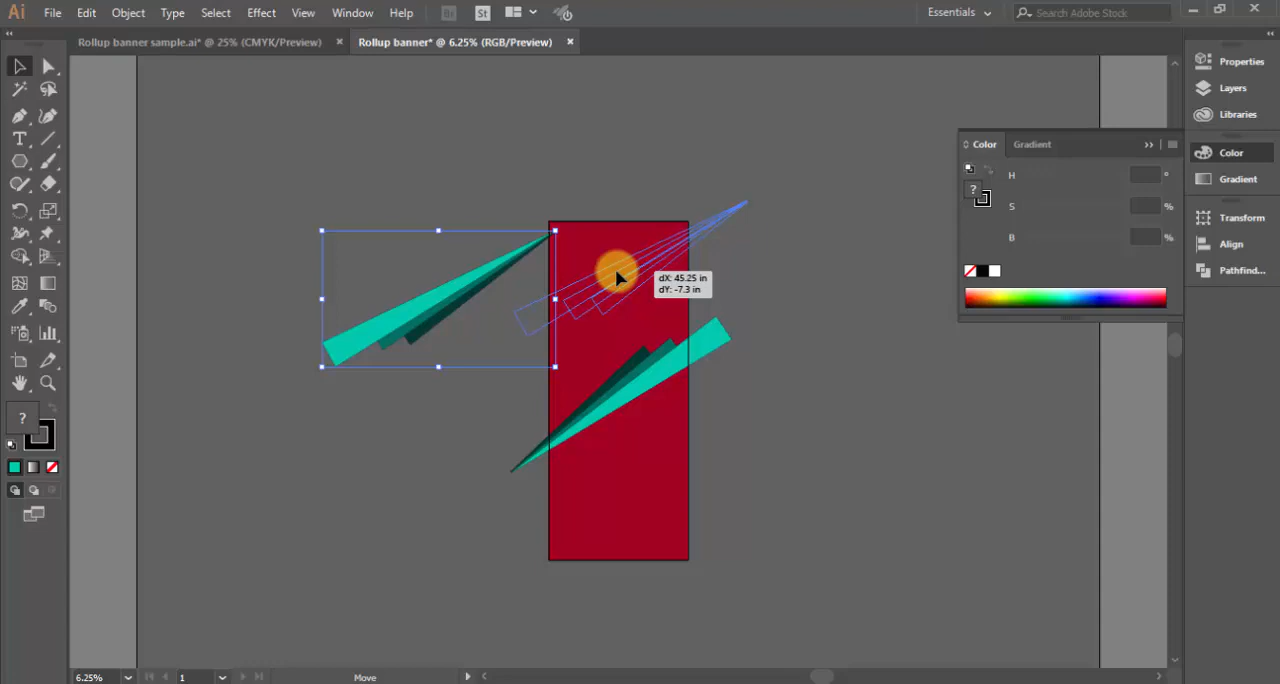 Ai File Edit Object Type Select Effect View Window Help Br St Essentials Search Adobe Stock
Rollup banner sample.ai* @ 25% (CMYK/Preview) × Rollup banner* @ 6.25% (RGB/Preview) ×
Properties
Layers
Libraries
Color
Gradient
Transform
Align
Pathfind...
Color Gradient
H °
S %
B %
?
dX: 45.25 in
dY: -7.3 in
T
?
6.25% 1 Move